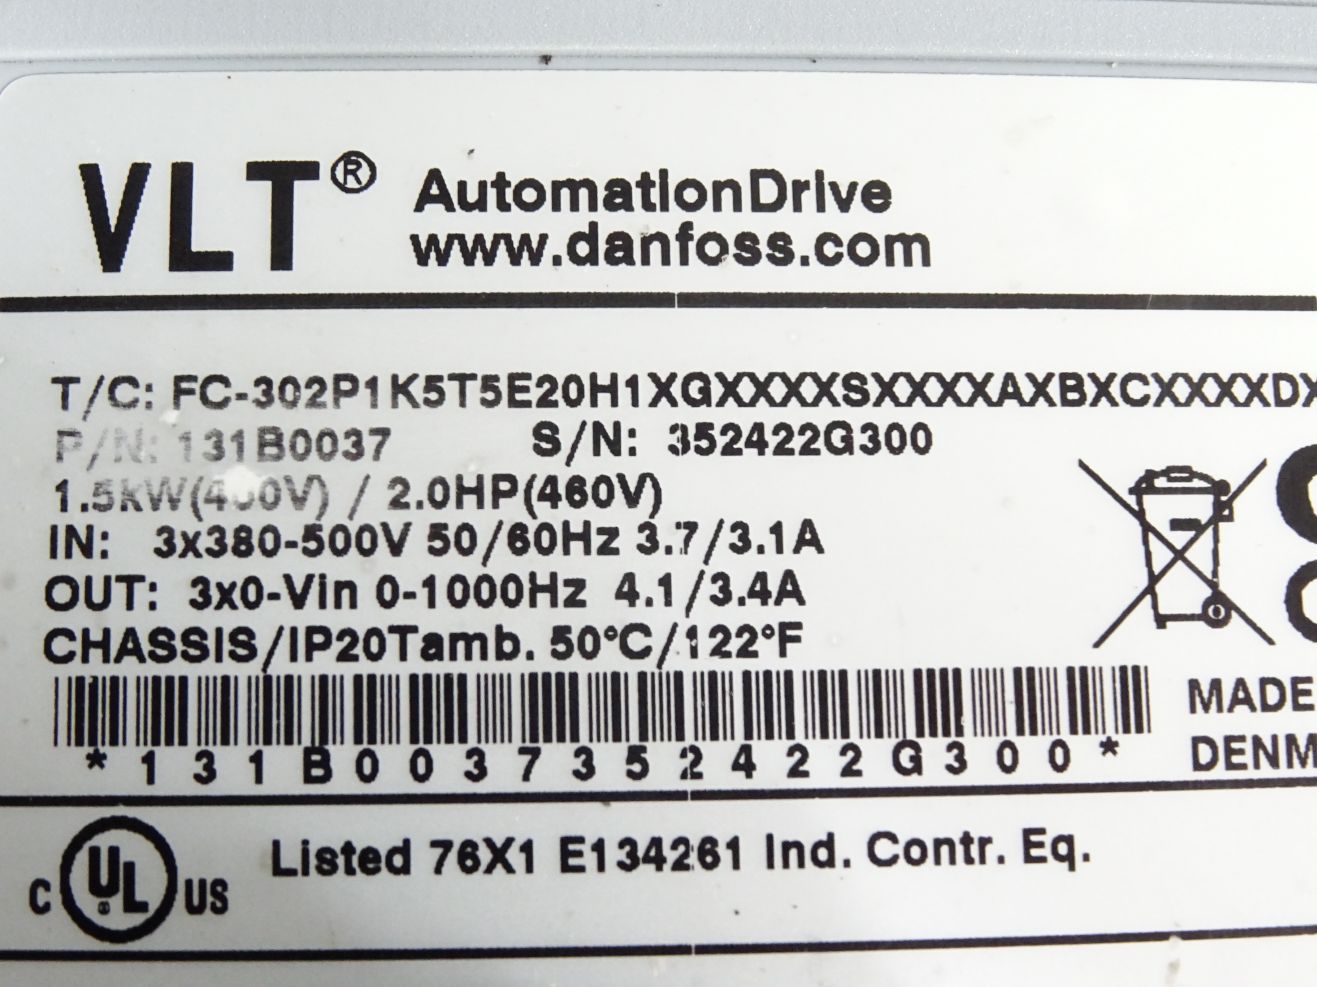 VLT® AutomationDrive
www.danfoss.com
T/C: FC-302P1K5T5E20H1XGXXXXSXXXXAXBXCXXXXDX
P/N: 131B0037 S/N: 352422G300
1.5kW(400V) / 2.0HP(460V)
IN: 3x380-500V 50/60Hz 3.7/3.1A
OUT: 3x0-Vin 0-1000Hz 4.1/3.4A
CHASSIS/IP20Tamb. 50°C/122°F
*131B0037352422G300*
MADE
DENM
c UL US Listed 76X1 E134261 Ind. Contr. Eq.